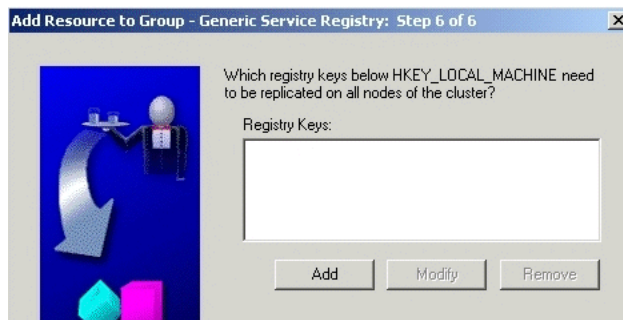 Add Resource to Group - Generic Service Registry: Step 6 of 6
Which registry keys below HKEY_LOCAL_MACHINE need
to be replicated on all nodes of the cluster?
Registry Keys:
Add Modify Remove